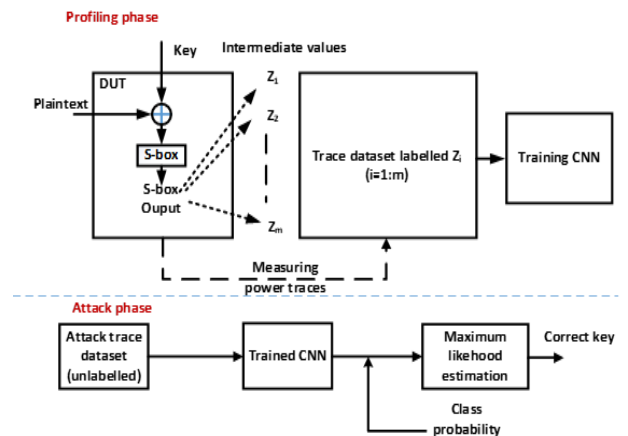 Profiling phase
Key
Intermediate values
DUT
Z1
Plaintext
Z2
S-box
S-box
Ouput
Zm
Trace dataset labelled Zi
(i=1:m)
Training CNN
Measuring
power traces
Attack phase
Attack trace
dataset
(unlabelled)
Trained CNN
Maximum
likehood
estimation
Correct key
Class
probability